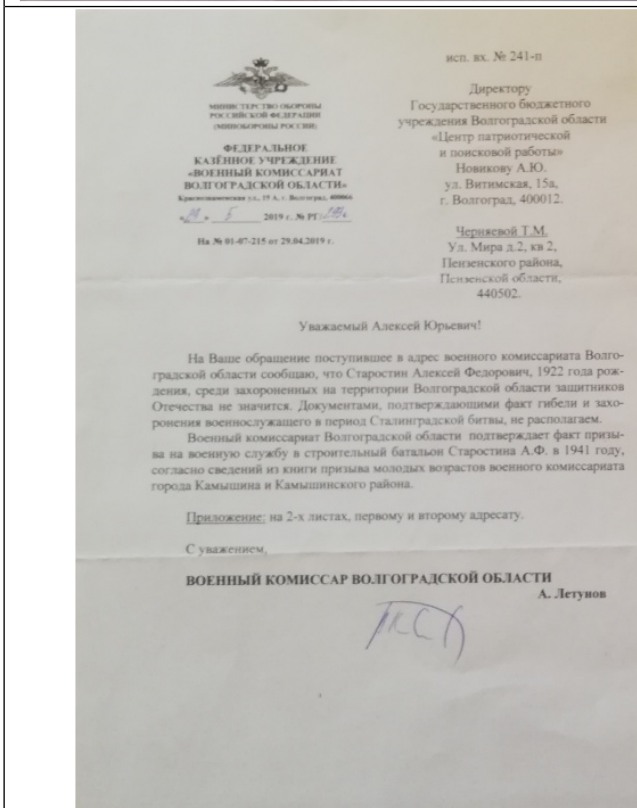 МИНИСТЕРСТВО ОБОРОНЫ
РОССИЙСКОЙ ФЕДЕРАЦИИ
(МИНОБОРОНЫ РОССИИ)
ФЕДЕРАЛЬНОЕ
КАЗЁННОЕ УЧРЕЖДЕНИЕ
«ВОЕННЫЙ КОМИССАРИАТ
ВОЛГОГРАДСКОЙ ОБЛАСТИ»
Краснознаменская ул., 15 А, г. Волгоград, 400066
5 2019 г. № РГ/
На № 01-07-215 от 29.04.2019 г.
исп. вх. № 241-п
Директору
Государственного бюджетного
учреждения Волгоградской области
«Центр патриотической
и поисковой работы»
Новикову А.Ю.
ул. Витимская, 15а,
г. Волгоград, 400012.
Черняевой Т.М.
Ул. Мира д.2, кв 2,
Пензенского района,
Пензенской области,
440502.
Уважаемый Алексей Юрьевич!
На Ваше обращение поступившее в адрес военного комиссариата Волго-
градской области сообщаю, что Старостин Алексей Федорович, 1922 года рож-
дения, среди захороненных на территории Волгоградской области защитников
Отечества не значится. Документами, подтверждающими факт гибели и захо-
ронения военнослужащего в период Сталинградской битвы, не располагаем.
Военный комиссариат Волгоградской области подтверждает факт призы-
ва на военную службу в строительный батальон Старостина А.Ф. в 1941 году,
согласно сведений из книги призыва молодых возрастов военного комиссариата
города Камышина и Камышинского района.
Приложение: на 2-х листах, первому и второму адресату.
С уважением,
ВОЕННЫЙ КОМИССАР ВОЛГОГРАДСКОЙ ОБЛАСТИ
А. Летунов